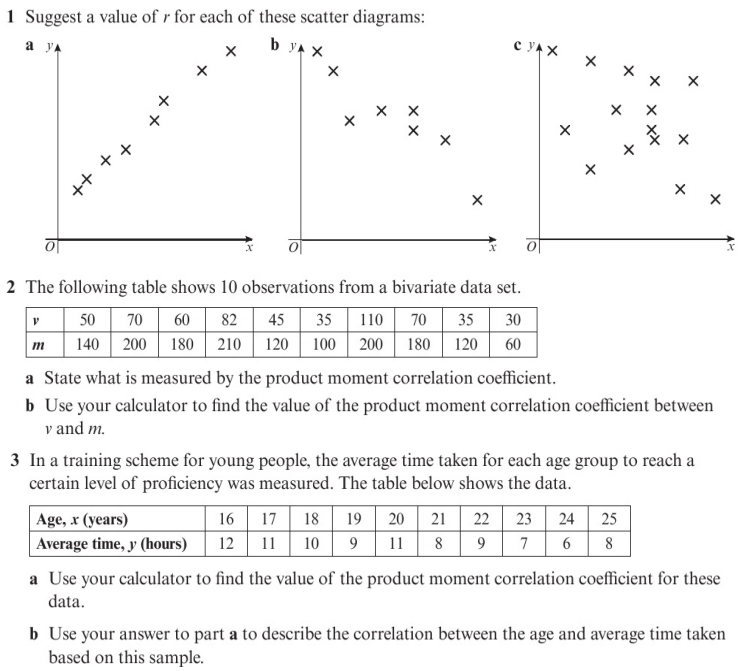 1 Suggest a value of r for each of these scatter diagrams:
a y b y c y
O x O x O x
2 The following table shows 10 observations from a bivariate data set.
v 50 70 60 82 45 35 110 70 35 30
m 140 200 180 210 120 100 200 180 120 60
a State what is measured by the product moment correlation coefficient.
b Use your calculator to find the value of the product moment correlation coefficient between
v and m.
3 In a training scheme for young people, the average time taken for each age group to reach a
certain level of proficiency was measured. The table below shows the data.
Age, x (years) 16 17 18 19 20 21 22 23 24 25
Average time, y (hours) 12 11 10 9 11 8 9 7 6 8
a Use your calculator to find the value of the product moment correlation coefficient for these
data.
b Use your answer to part a to describe the correlation between the age and average time taken
based on this sample.